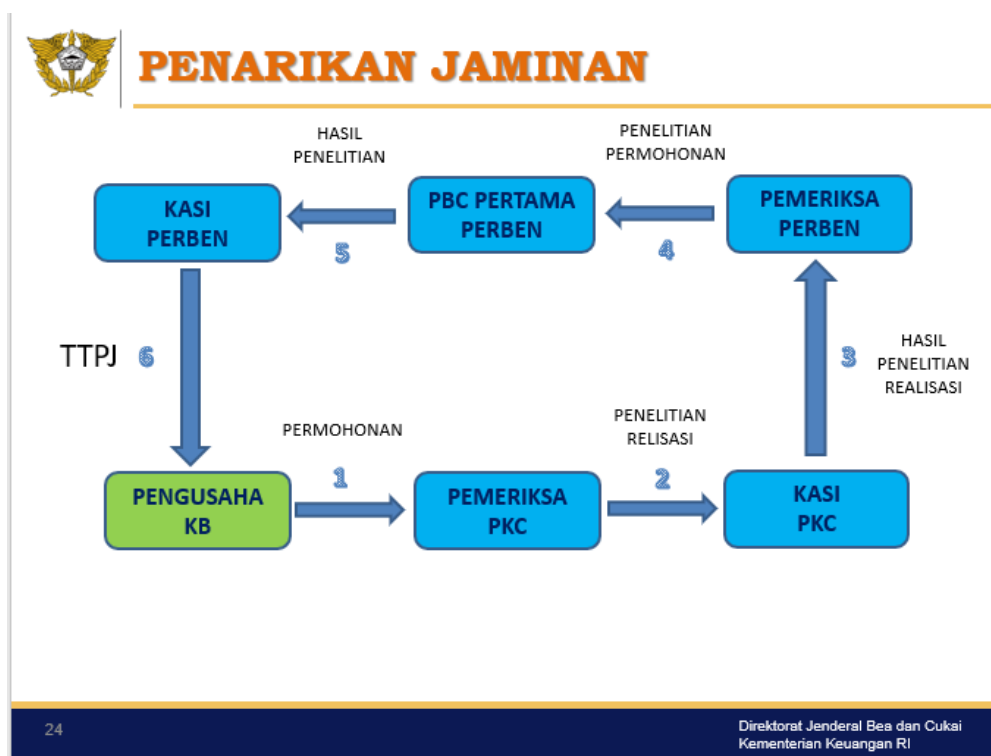 PENARIKAN JAMINAN
HASIL
PENELITIAN
PENELITIAN
PERMOHONAN
KASI
PERBEN
PBC PERTAMA
PERBEN
PEMERIKSA
PERBEN
5
4
TTPJ
6
3
HASIL
PENELITIAN
REALISASI
PERMOHONAN
PENELITIAN
RELISASI
1
2
PENGUSAHA
KB
PEMERIKSA
PKC
KASI
PKC
24
Direktorat Jenderal Bea dan Cukai
Kementerian Keuangan RI